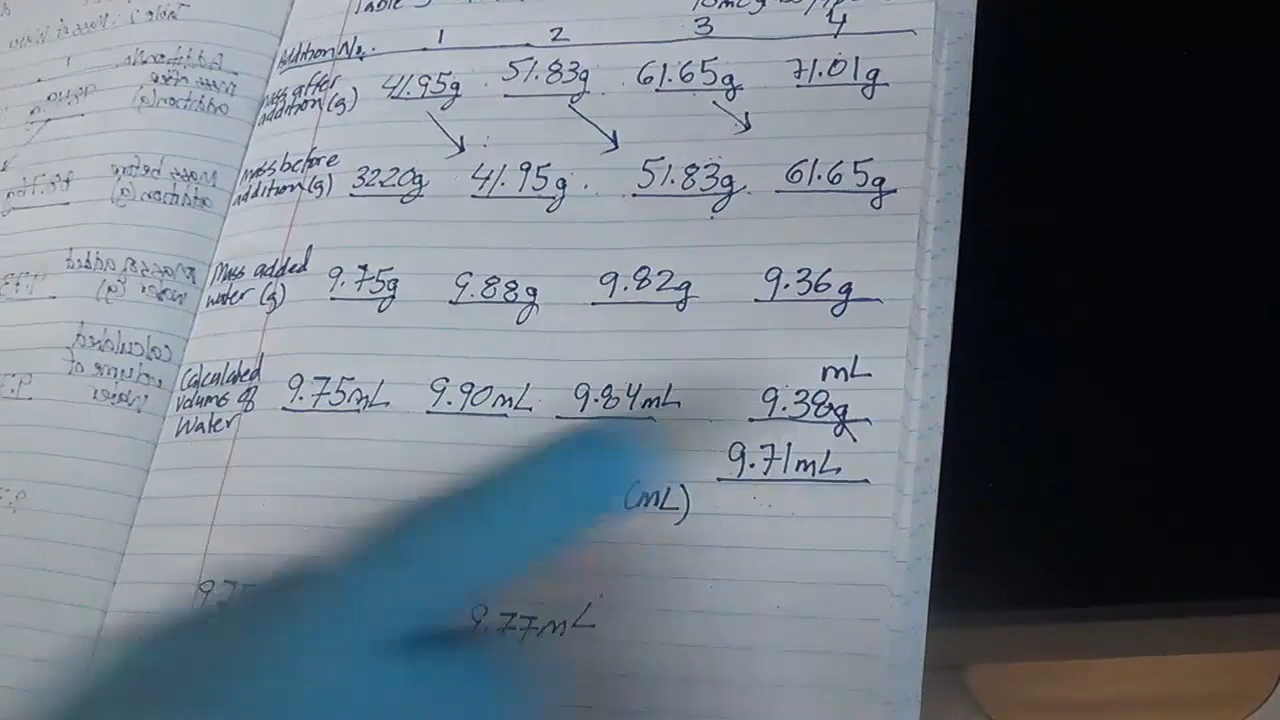 Table
Addition No. 1 2 3 4
mass after addition (g) 41.95g 51.83g 61.65g 71.01g
mass before addition (g) 32.20g 41.95g 51.83g 61.65g
Mass added water (g) 9.75g 9.88g 9.82g 9.36g
mL
Calculated volume of Water 9.75mL 9.90mL 9.84mL 9.38g
9.71mL
(mL)
9.77mL